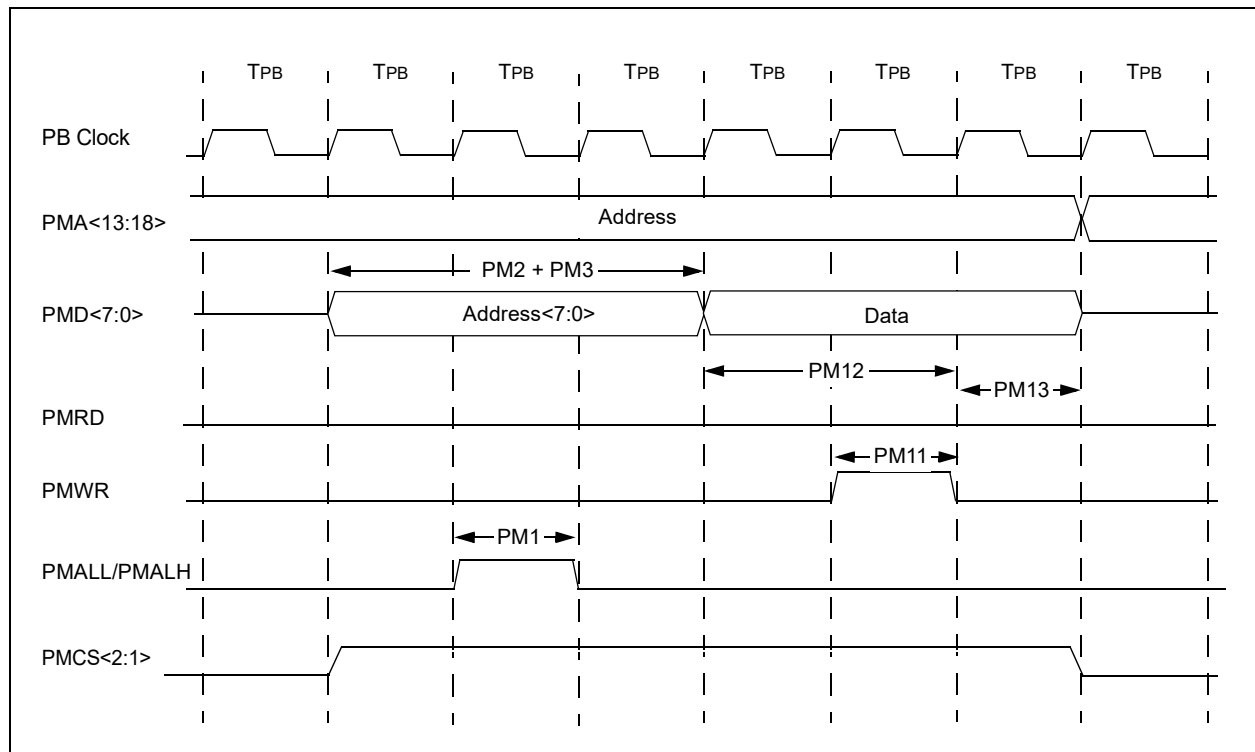 TPB TPB TPB TPB TPB TPB TPB TPB
PB Clock
PMA<13:18> Address
PM2 + PM3
PMD<7:0> Address<7:0> Data
PM12
PM13
PMRD
PM11
PMWR
PM1
PMALL/PMALH
PMCS<2:1>